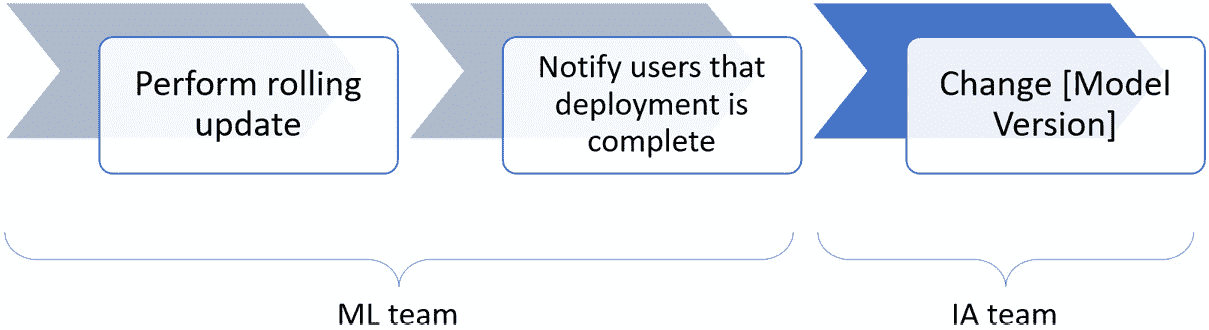 Perform rolling
update
Notify users that
deployment is
complete
Change [Model
Version]
ML team
IA team